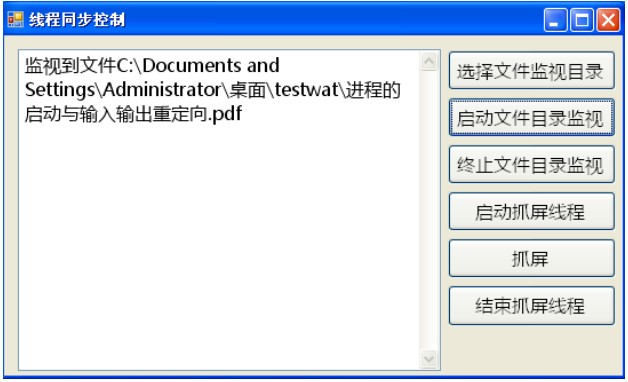 线程同步控制
监视到文件C:\Documents and
Settings\Administrator\桌面\testwat\进程的
启动与输入输出重定向.pdf
选择文件监视目录
启动文件目录监视
终止文件目录监视
启动抓屏线程
抓屏
结束抓屏线程